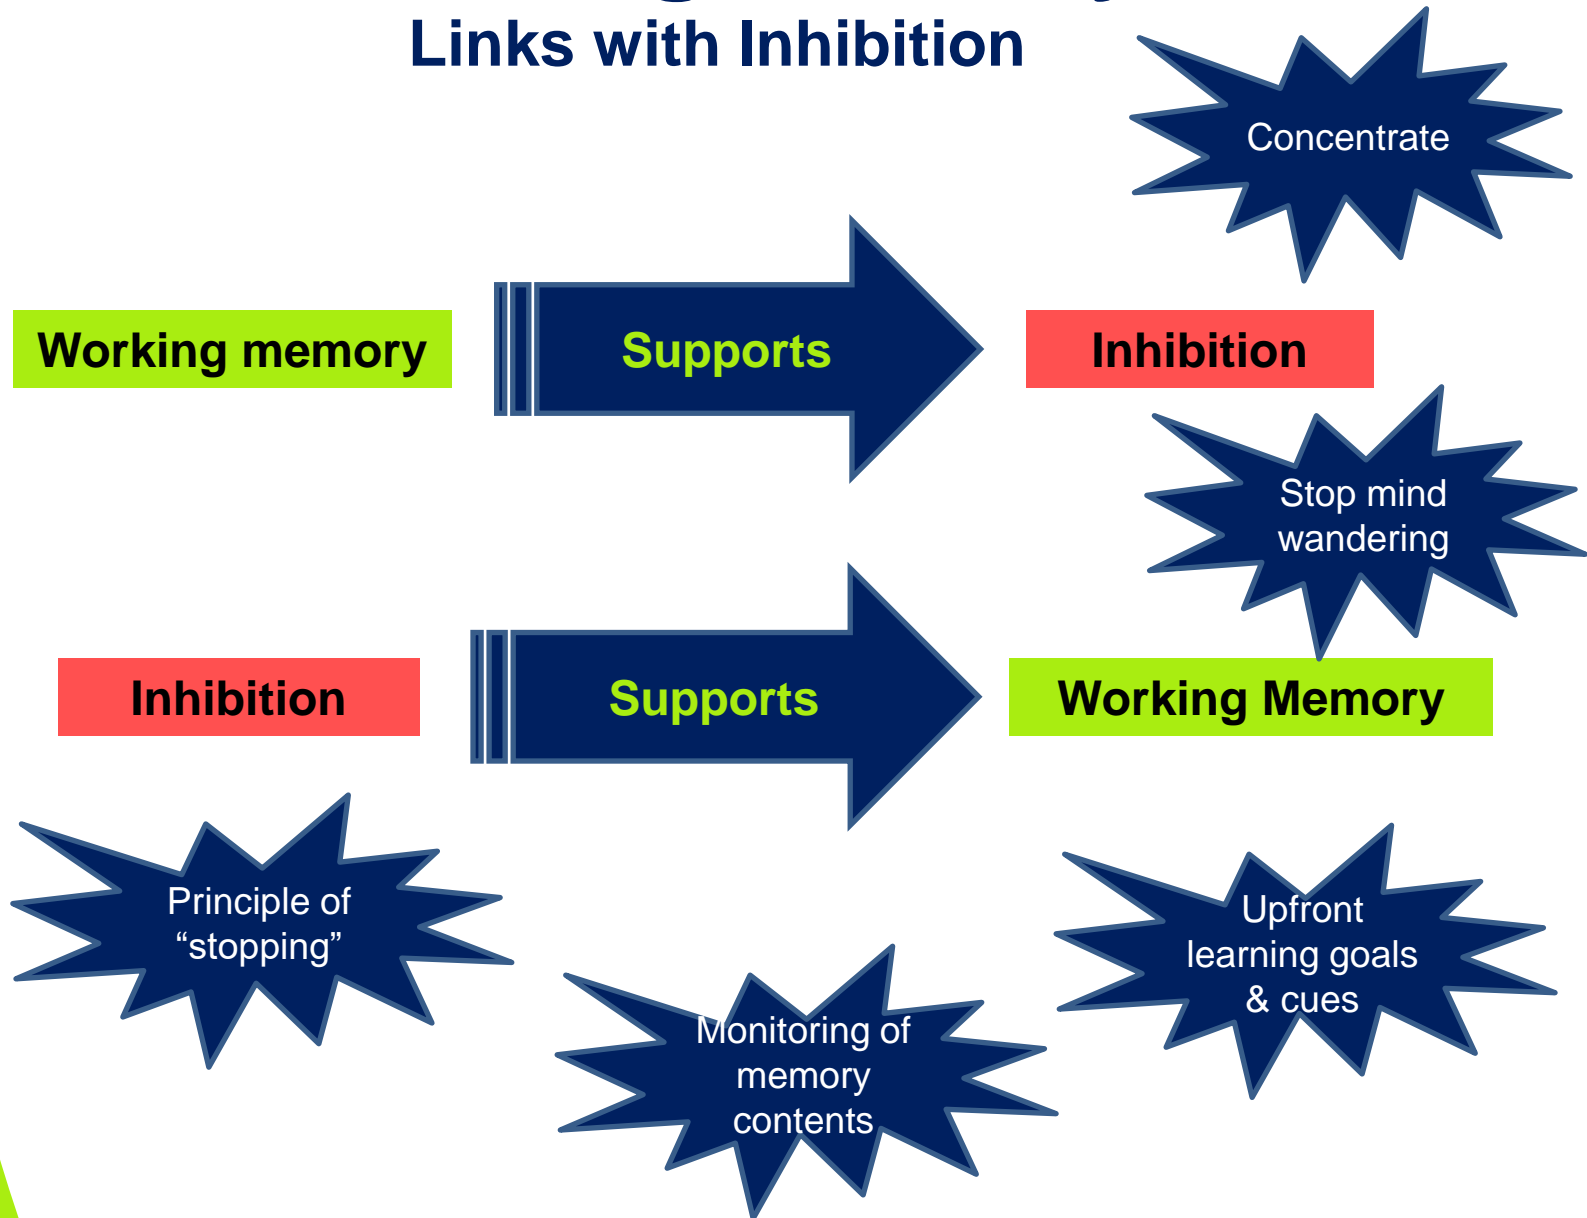 Links with Inhibition
Concentrate
Working memory
Supports
Inhibition
Stop mind
wandering
Inhibition
Supports
Working Memory
Principle of
“stopping”
Upfront
learning goals
& cues
Monitoring of
memory
contents